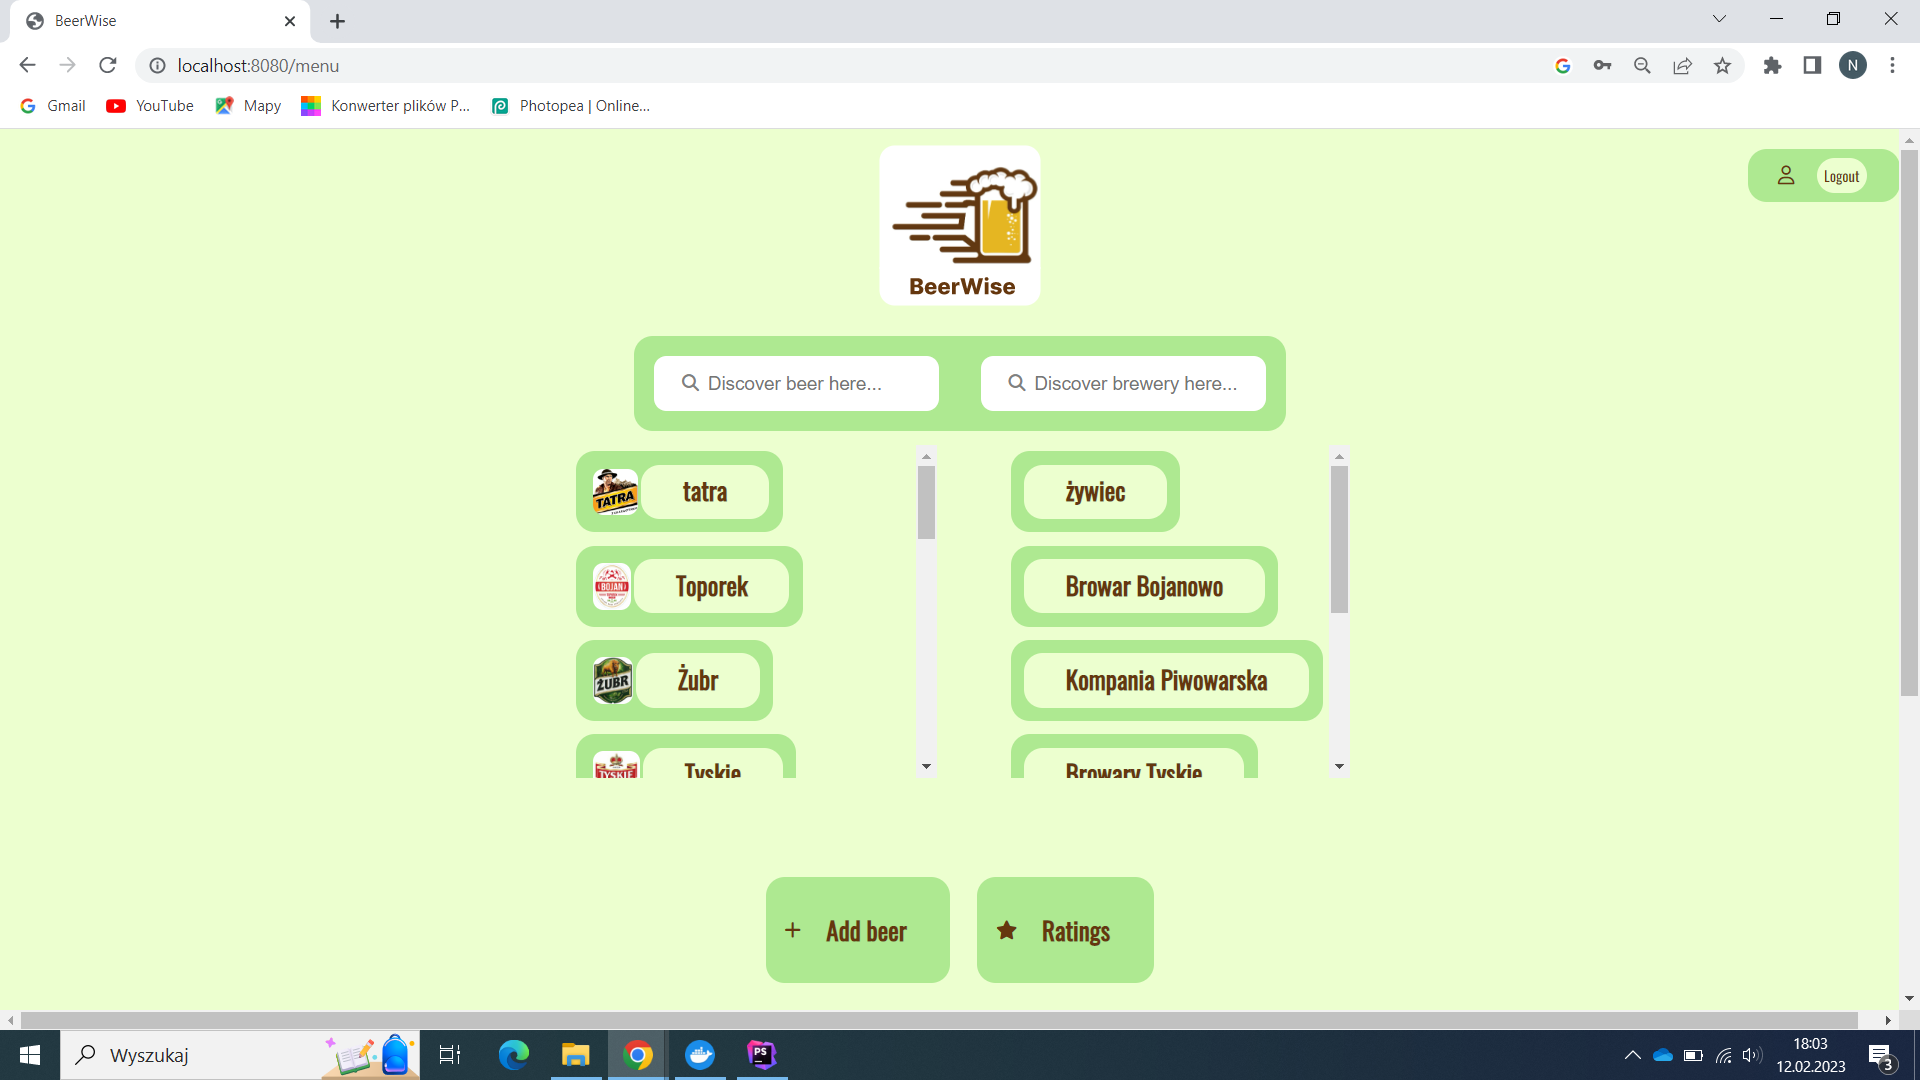 BeerWise
localhost:8080/menu
N
Gmail
YouTube
Mapy
Konwerter plików P...
Photopea | Online...
Logout
BeerWise
Discover beer here...
Discover brewery here...
TATRA
tatra
żywiec
BOJAN
Toporek
Browar Bojanowo
ŻUBR
Żubr
Kompania Piwowarska
TYSKIE
Tyskie
Browary Tyskie
Add beer
Ratings
Wyszukaj
PS
18:03
12.02.2023
3